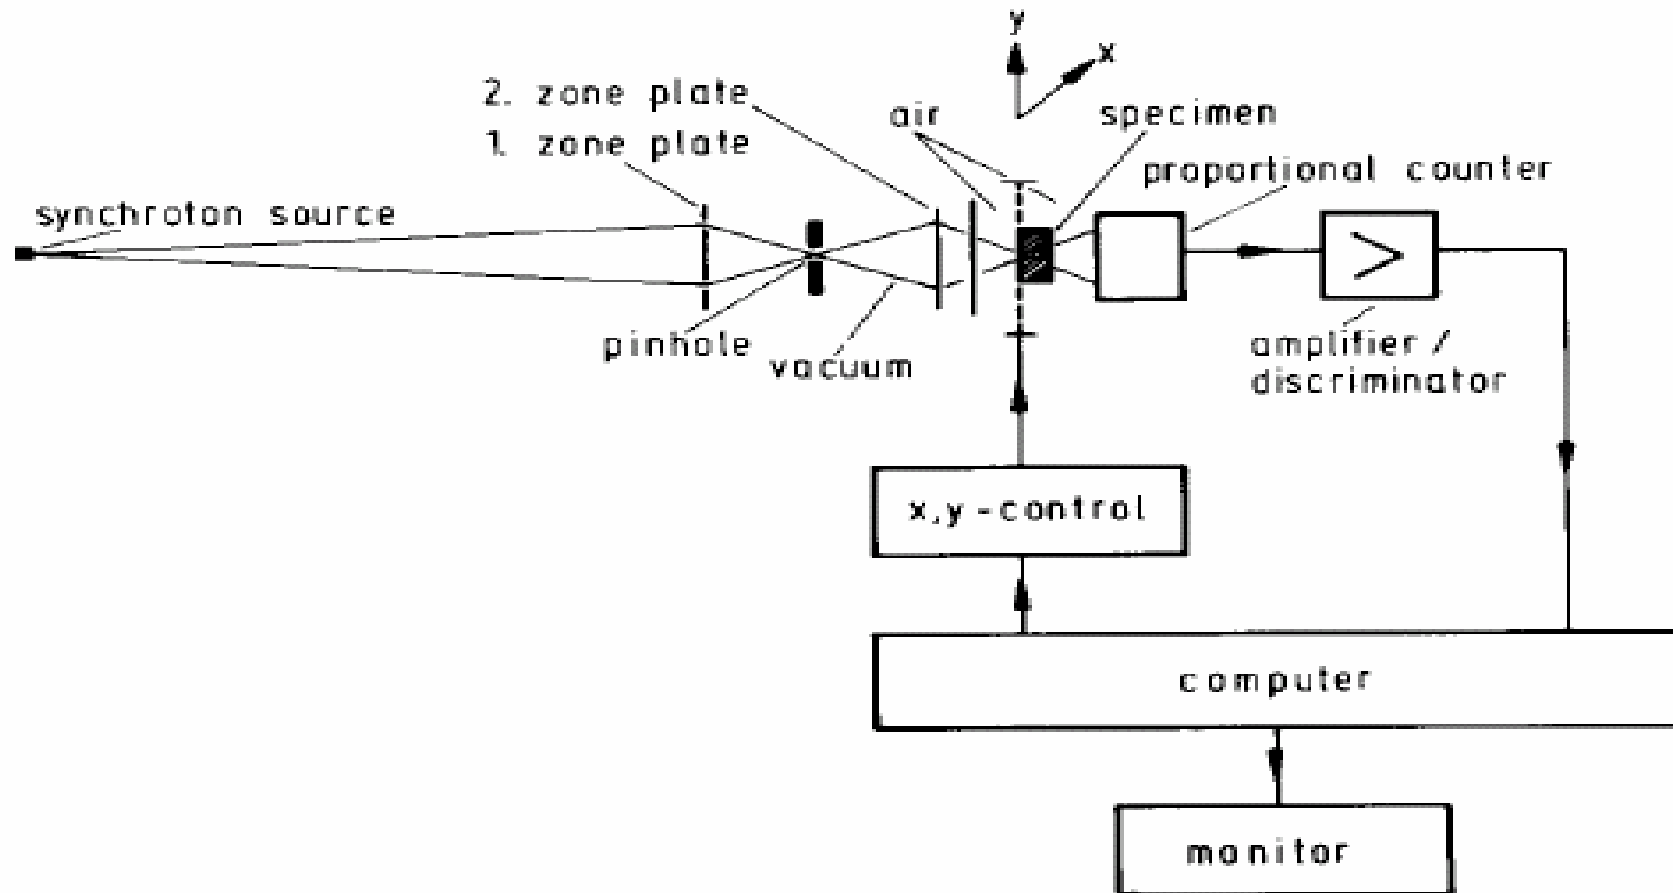 y
x
2. zone plate
1. zone plate
air
specimen
proportional counter
synchroton source
pinhole
vacuum
amplifier /
discriminator
>
x,y-control
computer
monitor